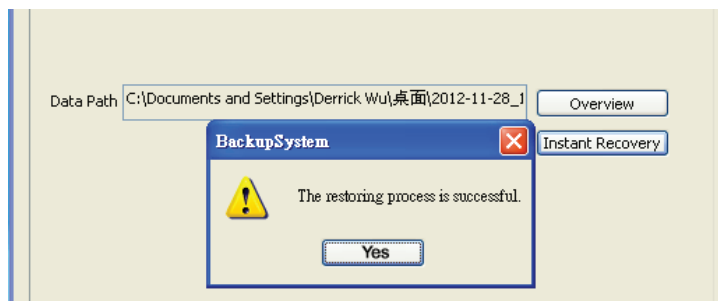 Data Path C:\Documents and Settings\Derrick Wu\桌面\2012-11-28_1 Overview
BackupSystem
Instant Recovery
The restoring process is successful.
Yes